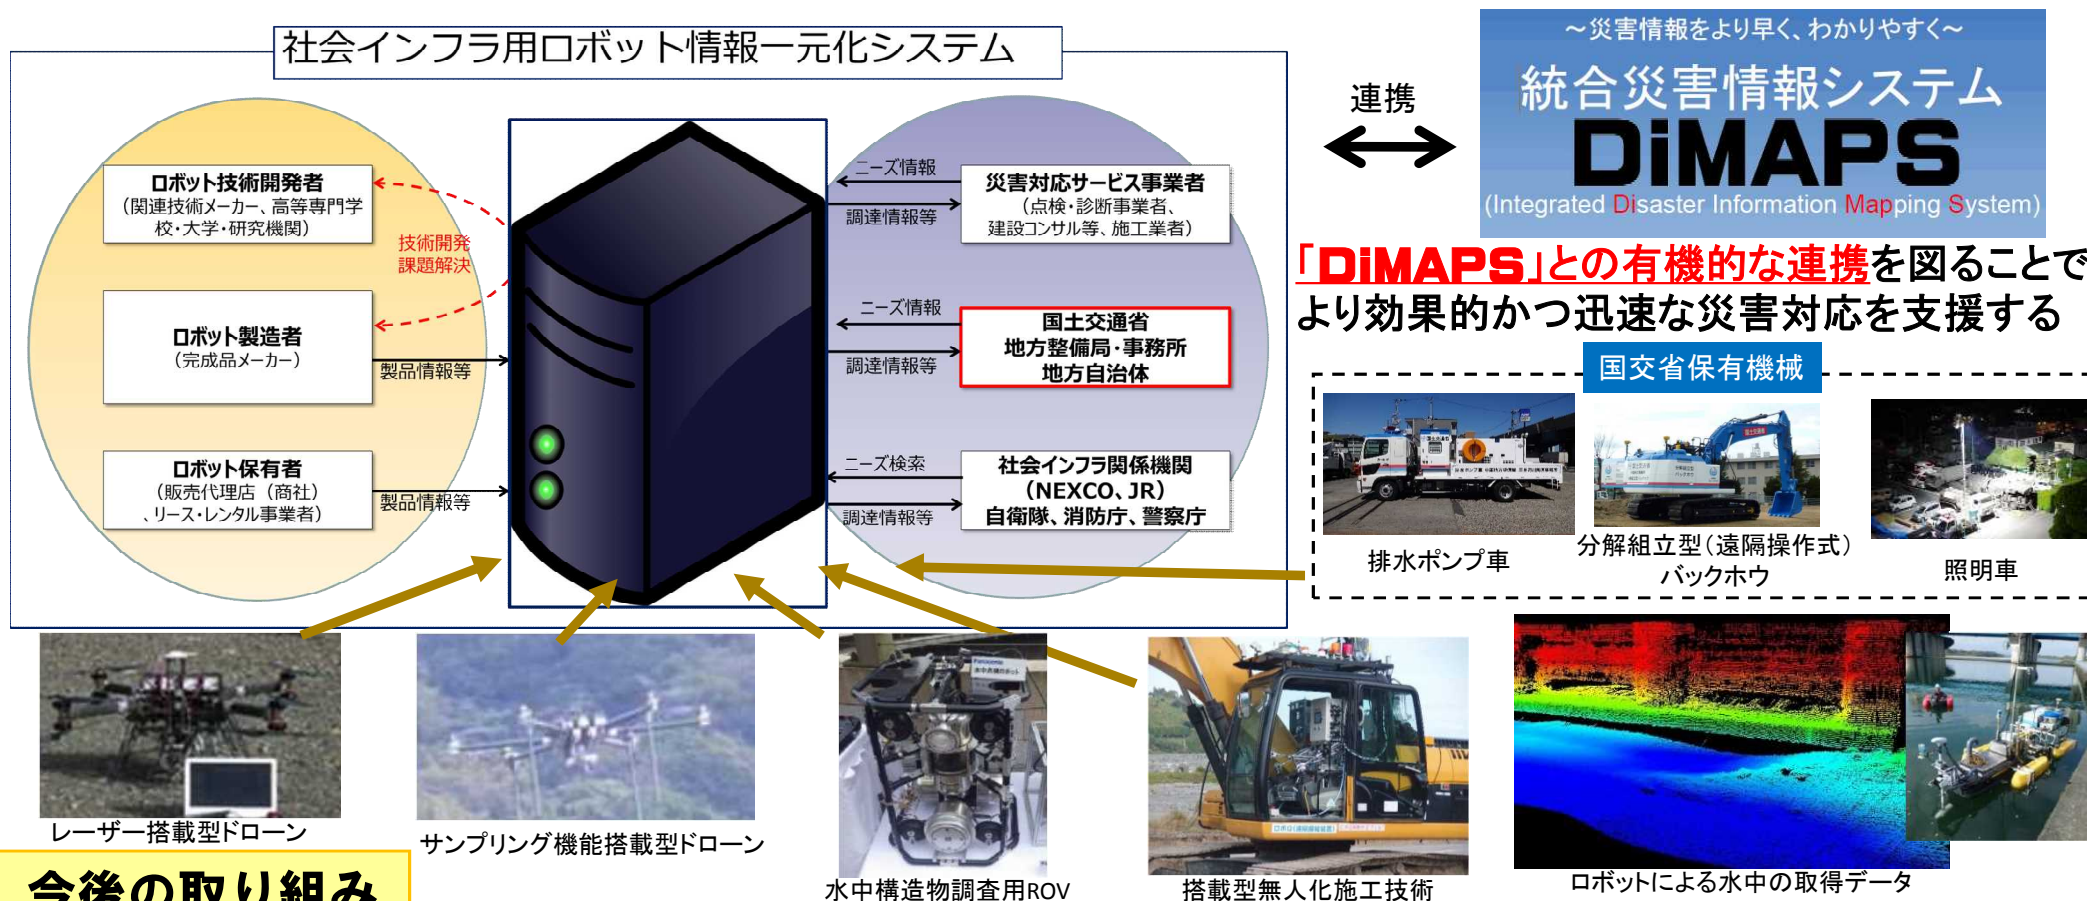 社会インフラ用ロボット情報一元化システム
ロボット技術開発者
(関連技術メーカー、高等専門学
校・大学・研究機関)
技術開発
課題解決
ロボット製造者
(完成品メーカー)
製品情報等
ロボット保有者
(販売代理店(商社)
、リース・レンタル事業者)
製品情報等
ニーズ情報
調達情報等
災害対応サービス事業者
(点検・診断事業者、
建設コンサル等、施工業者)
ニーズ情報
調達情報等
国土交通省
地方整備局・事務所
地方自治体
ニーズ検索
調達情報等
社会インフラ関係機関
(NEXCO、JR)
自衛隊、消防庁、警察庁
連携
～災害情報をより早く、わかりやすく～
統合災害情報システム
DiMAPS
(Integrated Disaster Information Mapping System)
「DiMAPS」との有機的な連携を図ることで
より効果的かつ迅速な災害対応を支援する
国交省保有機械
排水ポンプ車
分解組立型(遠隔操作式)
バックホウ
照明車
レーザー搭載型ドローン
サンプリング機能搭載型ドローン
水中構造物調査用ROV
搭載型無人化施工技術
ロボットによる水中の取得データ
今後の取り組み